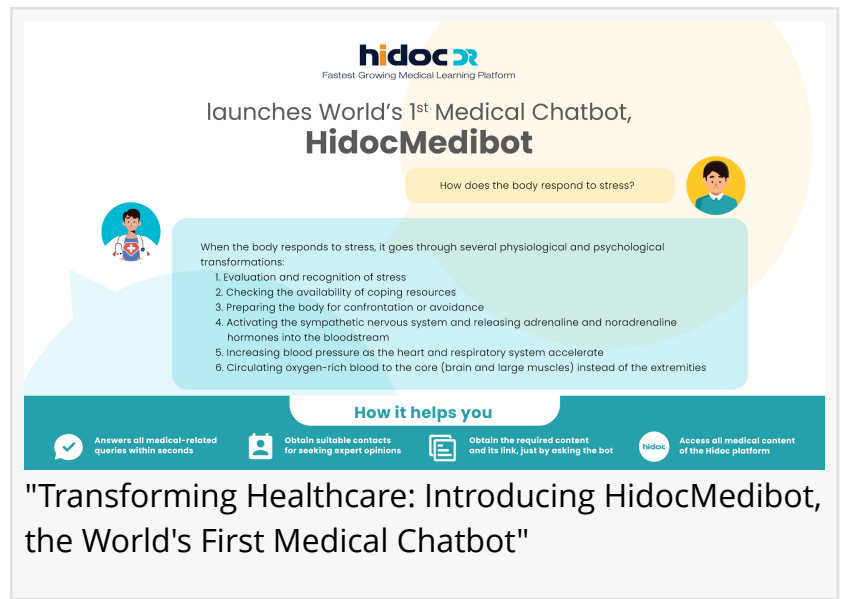 hidoc DR
Fastest Growing Medical Learning Platform
launches World's 1st Medical Chatbot,
HidocMedibot
How does the body respond to stress?
When the body responds to stress, it goes through several physiological and psychological
transformations:
1. Evaluation and recognition of stress
2. Checking the availability of coping resources
3. Preparing the body for confrontation or avoidance
4. Activating the sympathetic nervous system and releasing adrenaline and noradrenaline
hormones into the bloodstream
5. Increasing blood pressure as the heart and respiratory system accelerate
6. Circulating oxygen-rich blood to the core (brain and large muscles) instead of the extremities
How it helps you
Answers all medical-related
queries within seconds
Obtain suitable contacts
for seeking expert opinions
Obtain the required content
and its link, just by asking the bot
hidoc
Access all medical content
of the Hidoc platform
"Transforming Healthcare: Introducing HidocMedibot,
the World's First Medical Chatbot"